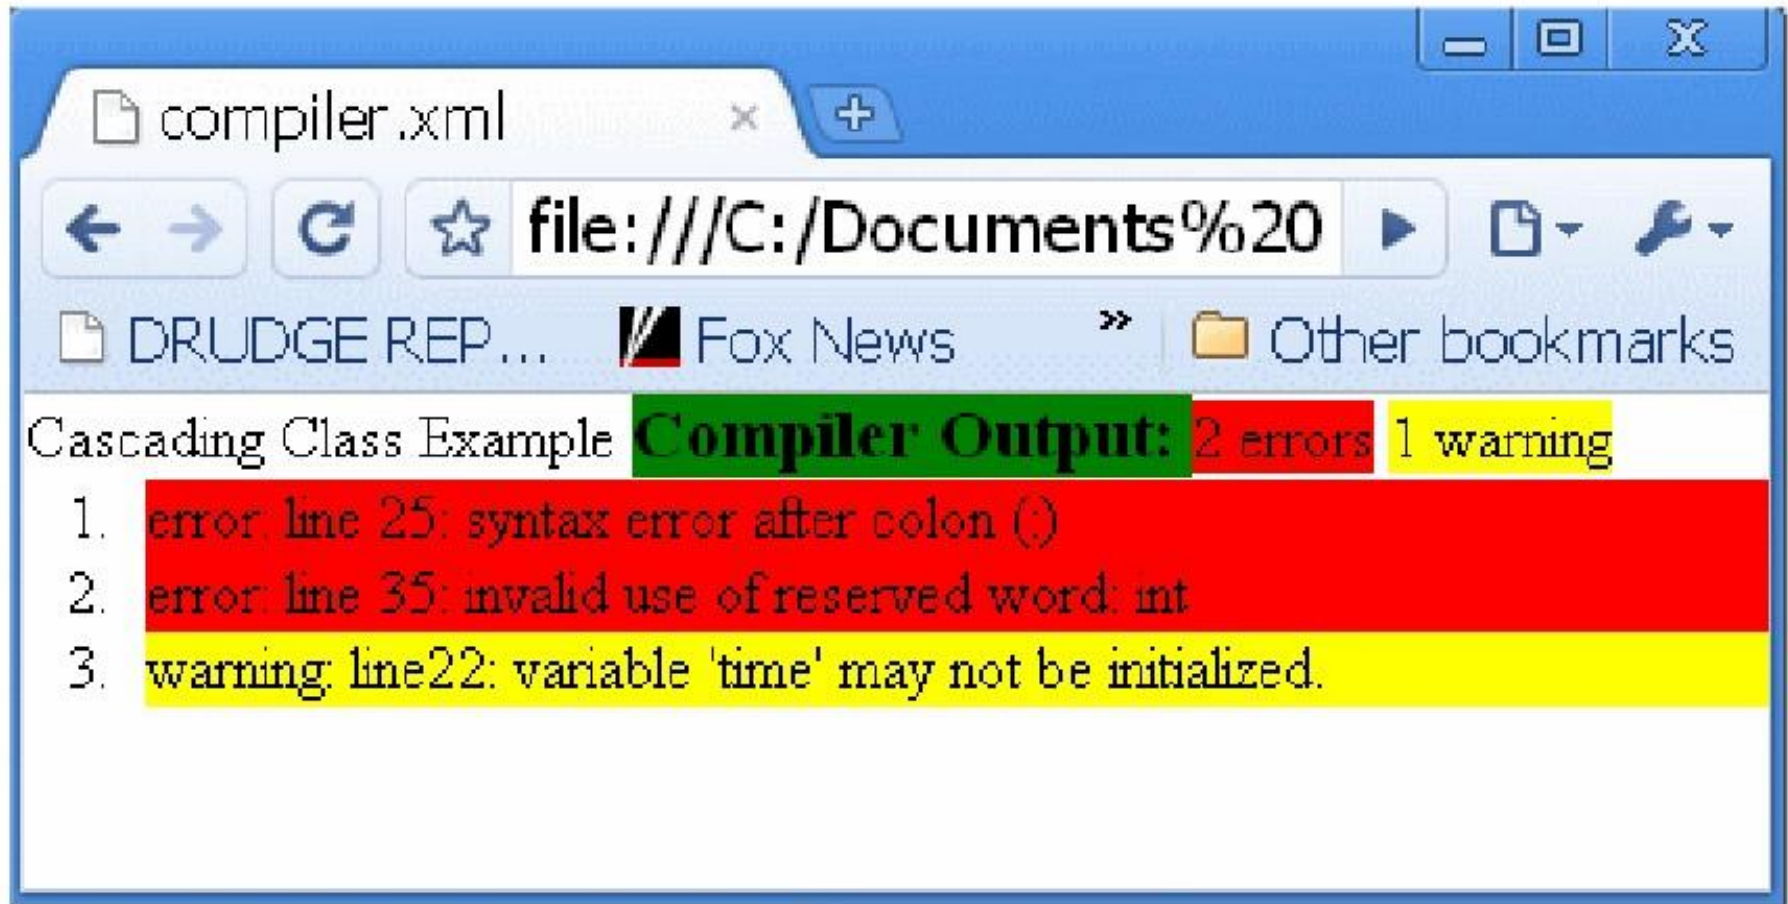 compiler.xml
file:///C:/Documents%20
DRUDGE REP... Fox News » Other bookmarks
Cascading Class Example Compiler Output: 2 errors 1 warning
1. error: line 25: syntax error after colon (:)
2. error: line 35: invalid use of reserved word: int
3. warning: line22: variable 'time' may not be initialized.